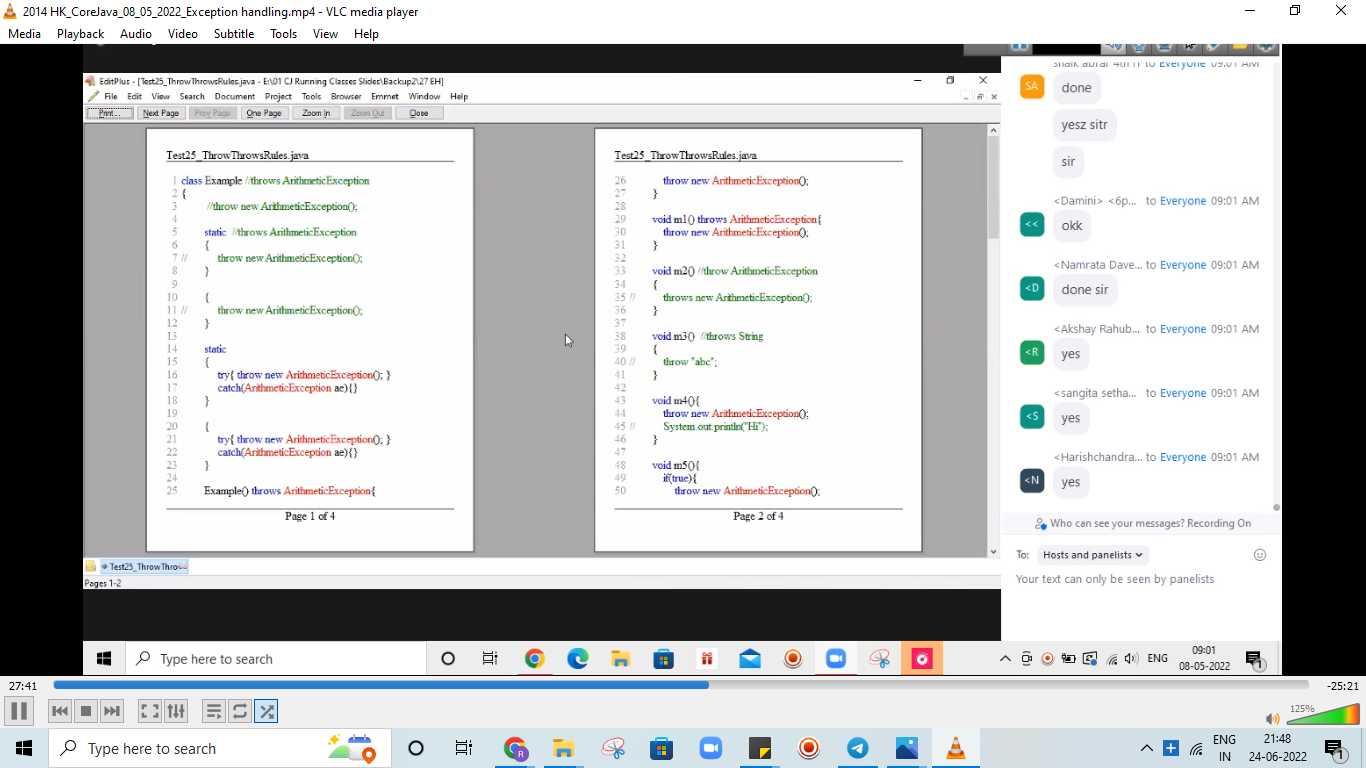 2014 HK_CoreJava_08_05_2022_Exception handling.mp4 - VLC media player
Media Playback Audio Video Subtitle Tools View Help
EditPlus - [Test25_ThrowThrowsRules.java - E:\01 CJ Running Classes Slides\Backup2\27 EH]
File Edit View Search Document Project Tools Browser Emmet Window Help
Print... Next Page Prev Page One Page Zoom In Zoom Out Close
Test25_ThrowThrowsRules.java
1 class Example //throws ArithmeticException
2 {
3 //throw new ArithmeticException();
4
5 static //throws ArithmeticException
6 {
7 // throw new ArithmeticException();
8 }
9
10 {
11 // throw new ArithmeticException();
12 }
13
14 static
15 {
16 try{ throw new ArithmeticException(); }
17 catch(ArithmeticException ae){}
18 }
19
20 {
21 try{ throw new ArithmeticException(); }
22 catch(ArithmeticException ae){}
23 }
24
25 Example() throws ArithmeticException{
Page 1 of 4
Test25_ThrowThrowsRules.java
26 throw new ArithmeticException();
27 }
28
29 void m1() throws ArithmeticException{
30 throw new ArithmeticException();
31 }
32
33 void m2() //throw ArithmeticException
34 {
35 // throws new ArithmeticException();
36 }
37
38 void m3() //throws String
39 {
40 // throw "abc";
41 }
42
43 void m4(){
44 throw new ArithmeticException();
45 // System.out.println("Hi");
46 }
47
48 void m5(){
49 if(true){
50 throw new ArithmeticException();
Page 2 of 4
Test25_ThrowThro
Pages 1-2
shaik abrar 4th IT to Everyone 09:01 AM
SA
done
yesz sitr
sir
<Damini> <6p... to Everyone 09:01 AM
<<
okk
<Namrata Dave... to Everyone 09:01 AM
<D
done sir
<Akshay Rahub... to Everyone 09:01 AM
<R
yes
<sangita setha... to Everyone 09:01 AM
<S
yes
<Harishchandra... to Everyone 09:01 AM
<N
yes
Who can see your messages? Recording On
To: Hosts and panelists
Your text can only be seen by panelists
Type here to search
ENG
09:01
08-05-2022
1
27:41
-25:21
125%
Type here to search
R
ENG
IN
21:48
24-06-2022
1